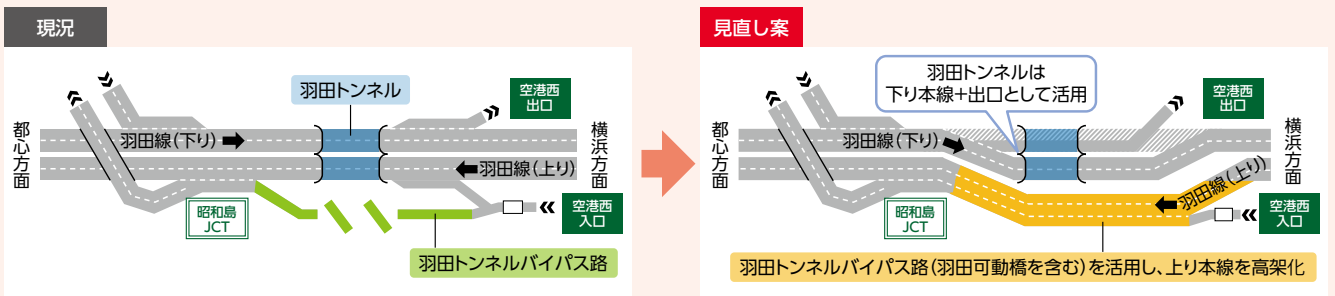 現況
羽田トンネル
空港西
出口
都心方面
羽田線(下り)
羽田線(上り)
横浜方面
昭和島
JCT
空港西
入口
羽田トンネルバイパス路
見直し案
羽田トンネルは
下り本線+出口として活用
空港西
出口
都心方面
羽田線(下り)
羽田線(上り)
横浜方面
昭和島
JCT
空港西
入口
羽田トンネルバイパス路(羽田可動橋を含む)を活用し、上り本線を高架化